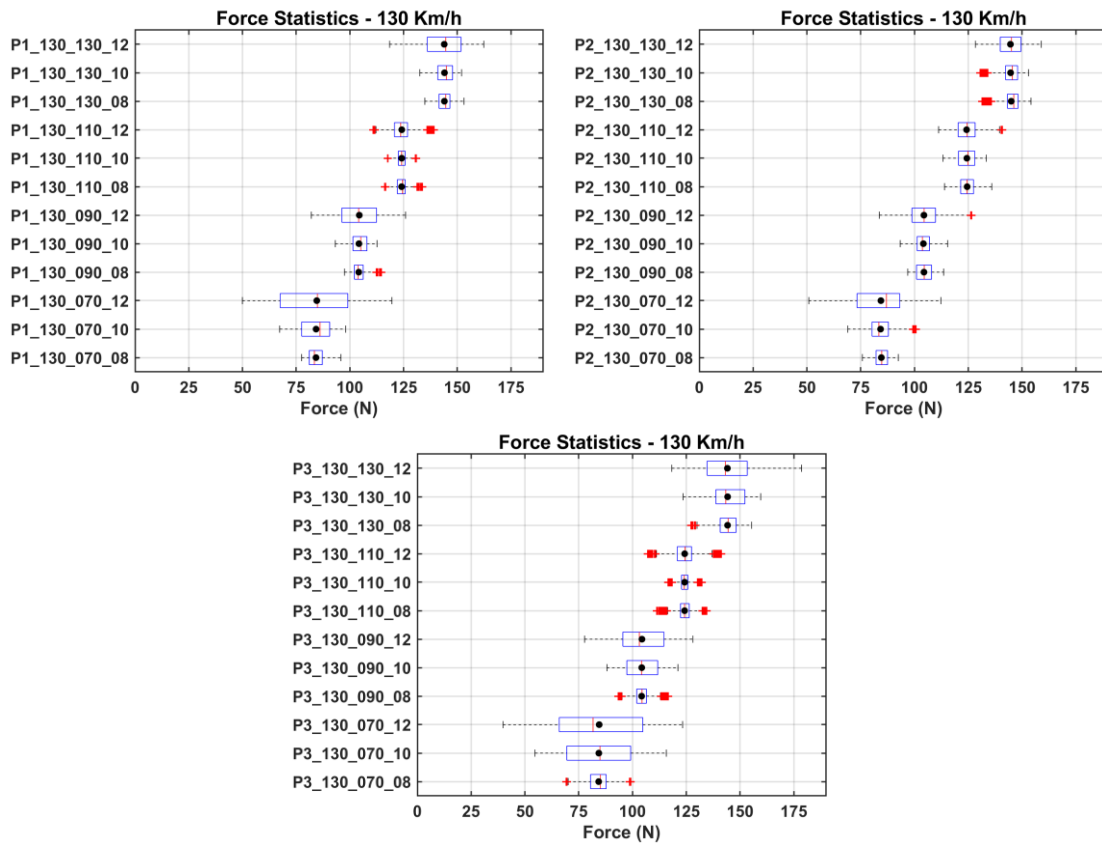 Force Statistics - 130 Km/h
P1_130_130_12
P1_130_130_10
P1_130_130_08
P1_130_110_12
P1_130_110_10
P1_130_110_08
P1_130_090_12
P1_130_090_10
P1_130_090_08
P1_130_070_12
P1_130_070_10
P1_130_070_08
0 25 50 75 100 125 150 175
Force (N)
Force Statistics - 130 Km/h
P2_130_130_12
P2_130_130_10
P2_130_130_08
P2_130_110_12
P2_130_110_10
P2_130_110_08
P2_130_090_12
P2_130_090_10
P2_130_090_08
P2_130_070_12
P2_130_070_10
P2_130_070_08
0 25 50 75 100 125 150 175
Force (N)
Force Statistics - 130 Km/h
P3_130_130_12
P3_130_130_10
P3_130_130_08
P3_130_110_12
P3_130_110_10
P3_130_110_08
P3_130_090_12
P3_130_090_10
P3_130_090_08
P3_130_070_12
P3_130_070_10
P3_130_070_08
0 25 50 75 100 125 150 175
Force (N)